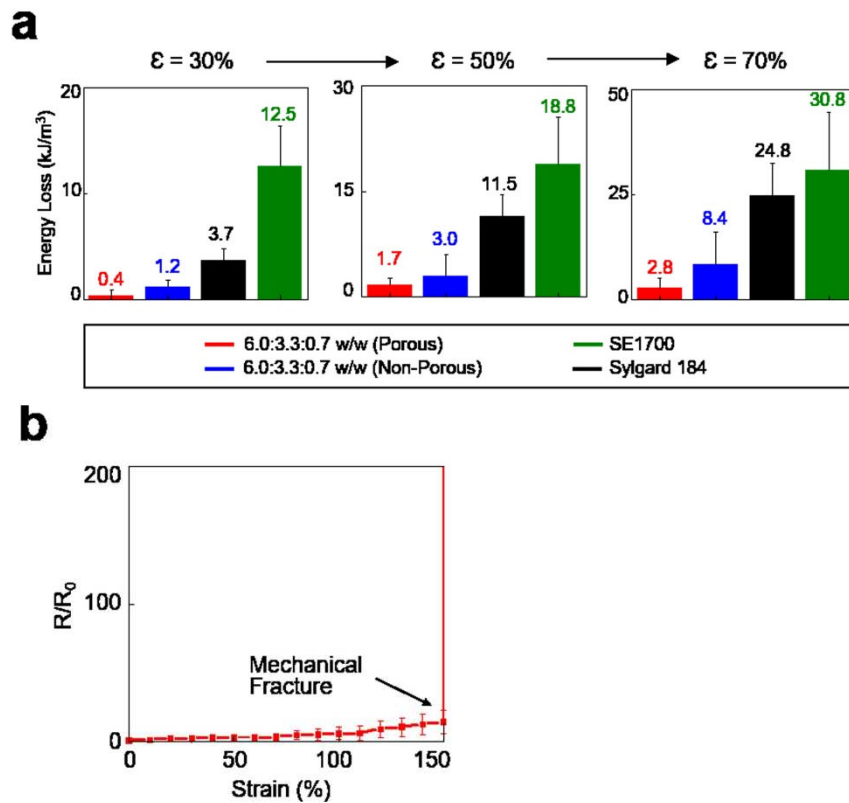 a
Ɛ = 30%
Ɛ = 50%
Ɛ = 70%
Energy Loss (kJ/m³)
20
10
0
0.4
1.2
3.7
12.5
30
15
0
1.7
3.0
11.5
18.8
50
25
0
2.8
8.4
24.8
30.8
6.0:3.3:0.7 w/w (Porous)
SE1700
6.0:3.3:0.7 w/w (Non-Porous)
Sylgard 184
b
R/R₀
200
100
0
Mechanical
Fracture
0 50 100 150
Strain (%)